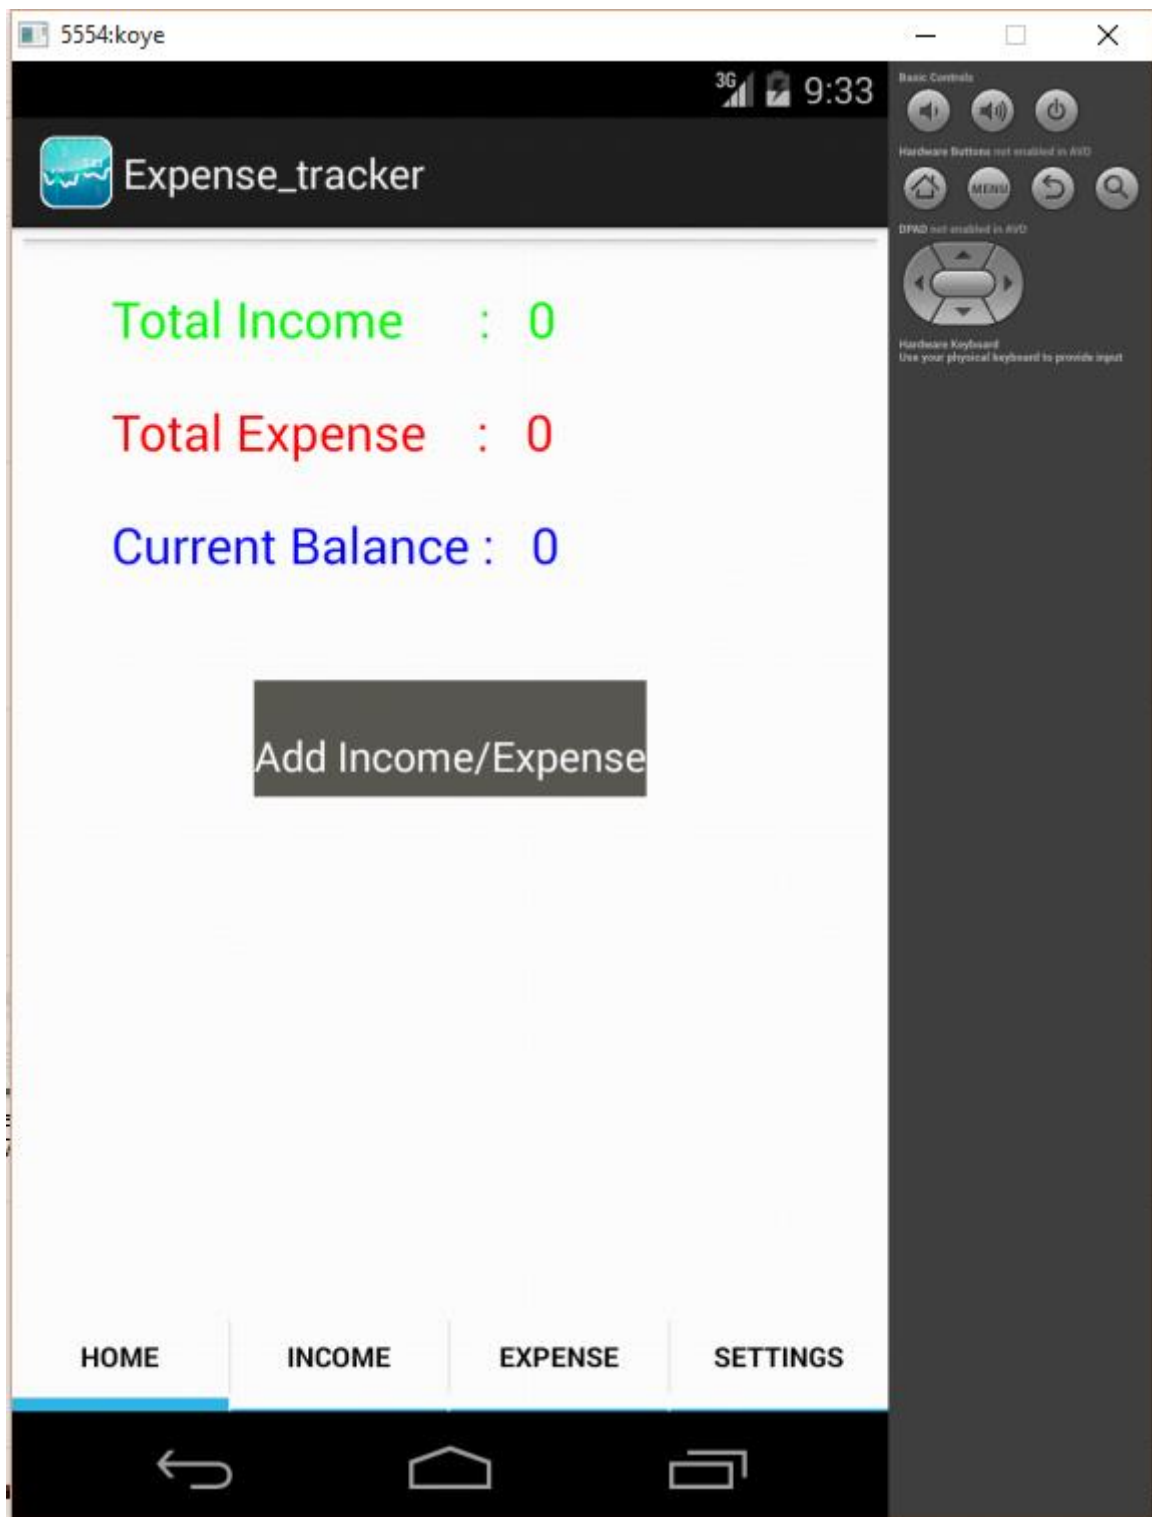 5554:koye
3G 9:33
Expense_tracker
Total Income : 0
Total Expense : 0
Current Balance : 0
Add Income/Expense
HOME INCOME EXPENSE SETTINGS
Basic Controls
Hardware Buttons not enabled in AVD
MENU
DPAD not enabled in AVD
Hardware Keyboard
Use your physical keyboard to provide input